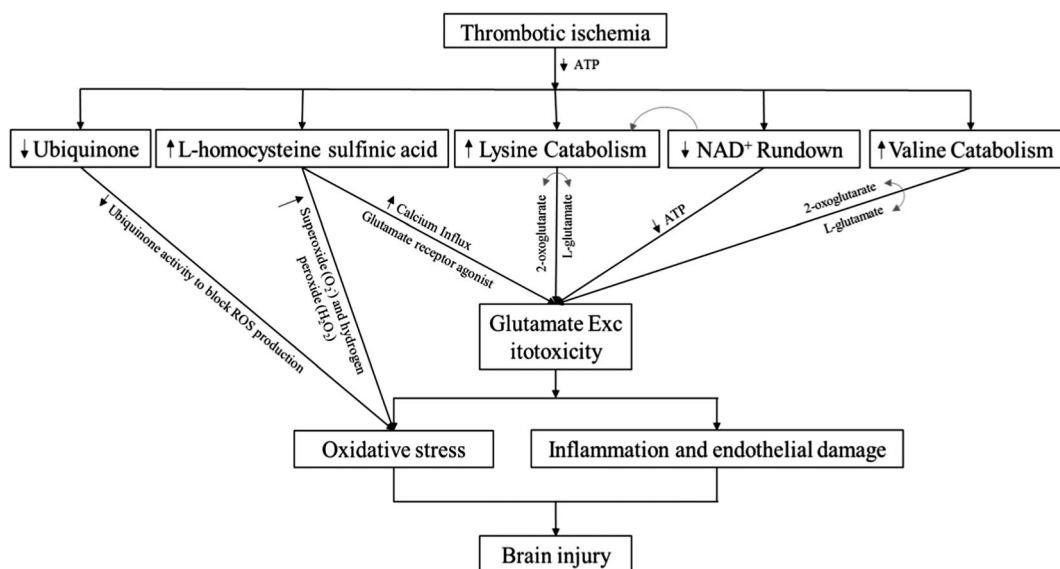 Thrombotic ischemia
↓ ATP
↓ Ubiquinone
↑ L-homocysteine sulfinic acid
↑ Lysine Catabolism
↓ NAD⁺ Rundown
↑ Valine Catabolism
↓ Ubiquinone activity to block ROS production
↑ Superoxide (O₂⁻) and hydrogen
peroxide (H₂O₂)
↑ Calcium Influx
Glutamate receptor agonist
2-oxoglutarate
L-glutamate
↓ ATP
2-oxoglutarate
L-glutamate
Glutamate Exc
itotoxicity
Oxidative stress
Inflammation and endothelial damage
Brain injury